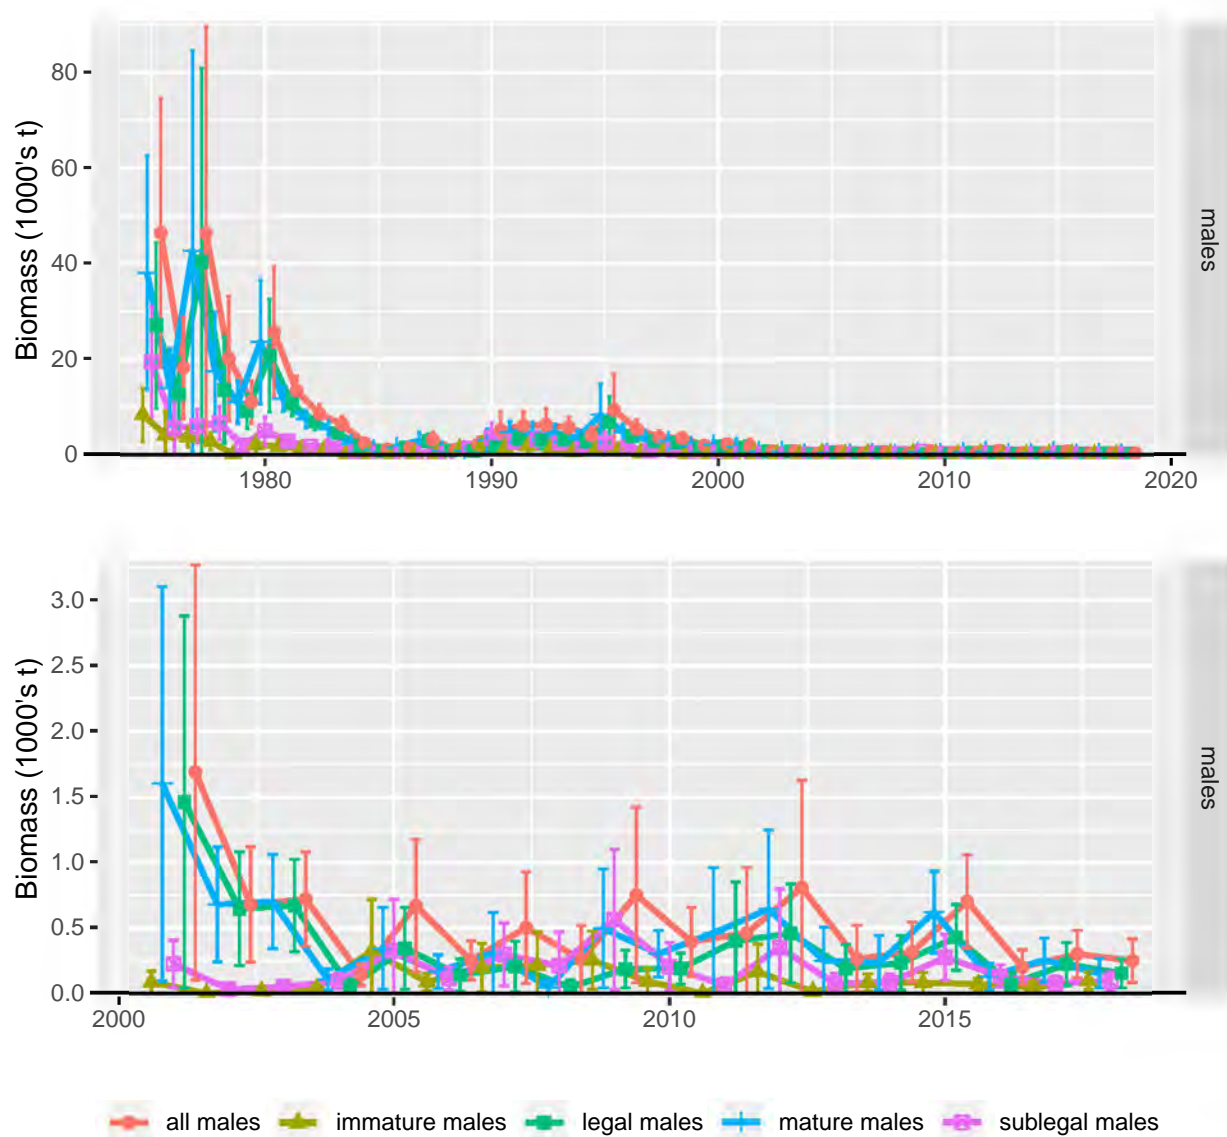 80
60
40
20
0
Biomass (1000's t)
males
1980 1990 2000 2010 2020
3.0
2.5
2.0
1.5
1.0
0.5
0.0
Biomass (1000's t)
males
2000 2005 2010 2015
all males immature males legal males mature males sublegal males